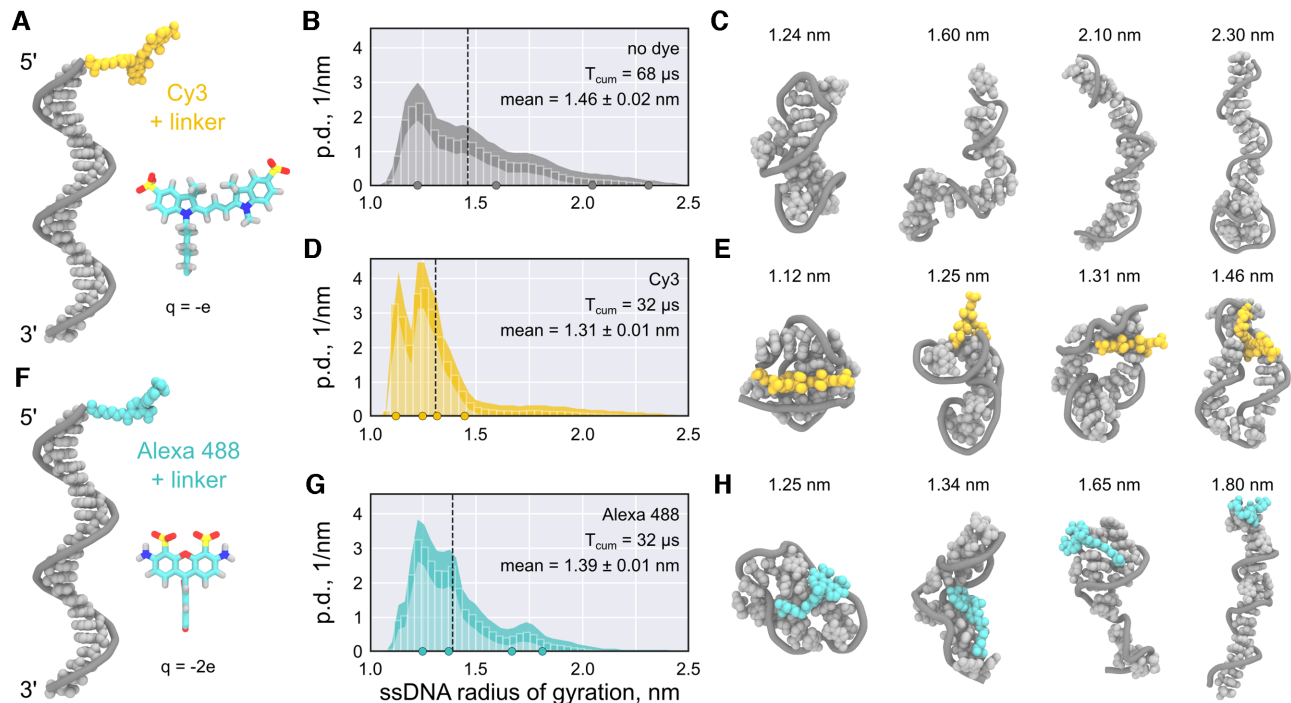 A
5'
Cy3
+ linker
q = -e
3'
B
p.d., 1/nm
4
3
2
1
0
no dye
Tcum = 68 µs
mean = 1.46 ± 0.02 nm
1.0
1.5
2.0
2.5
C
1.24 nm
1.60 nm
2.10 nm
2.30 nm
D
p.d., 1/nm
4
3
2
1
0
Cy3
Tcum = 32 µs
mean = 1.31 ± 0.01 nm
1.0
1.5
2.0
2.5
E
1.12 nm
1.25 nm
1.31 nm
1.46 nm
F
5'
Alexa 488
+ linker
q = -2e
3'
G
p.d., 1/nm
4
3
2
1
0
Alexa 488
Tcum = 32 µs
mean = 1.39 ± 0.01 nm
1.0
1.5
2.0
2.5
ssDNA radius of gyration, nm
H
1.25 nm
1.34 nm
1.65 nm
1.80 nm